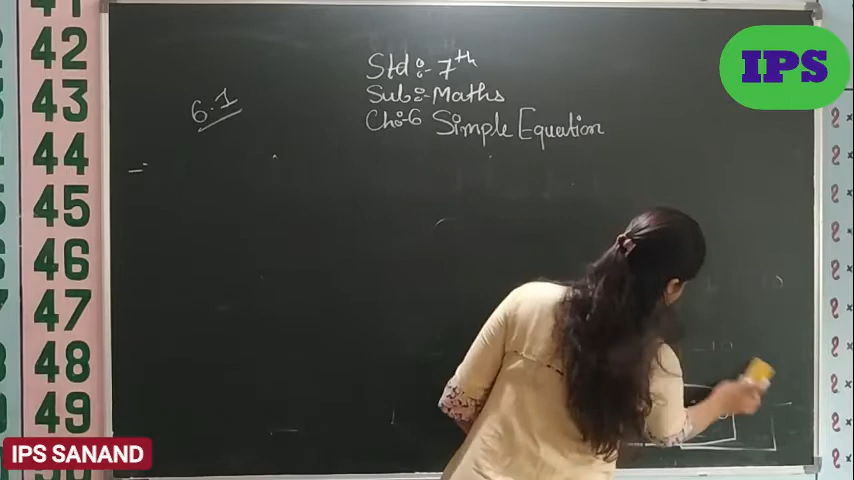 Std :- 7th
Sub :- Maths
Ch :- 6 Simple Equation
6.1
IPS
41
42
43
44
45
46
47
48
49
50
IPS SANAND